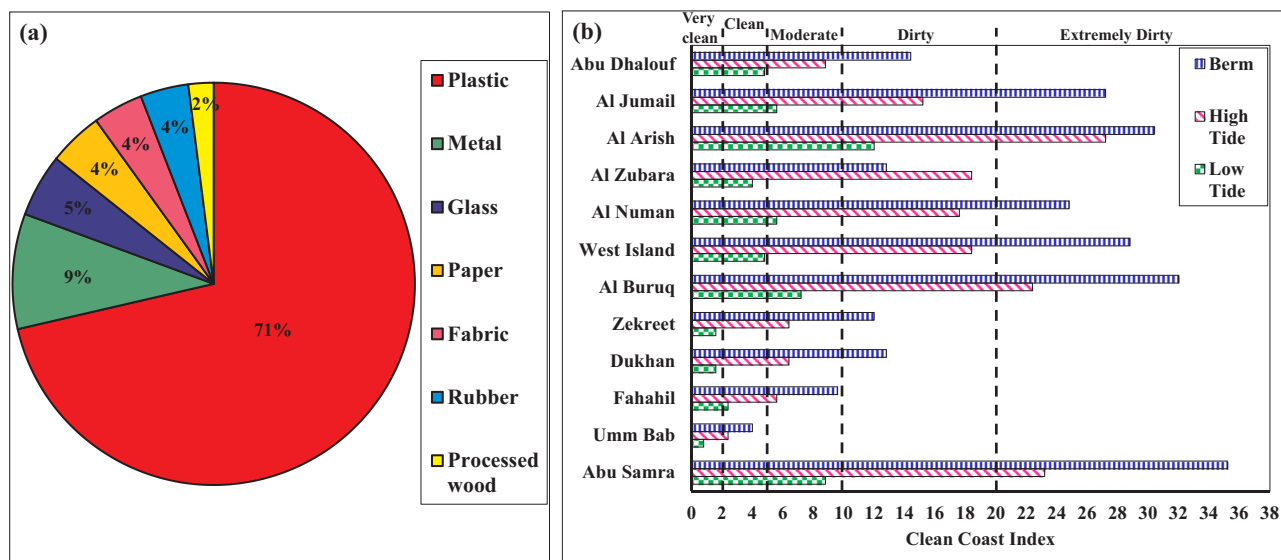 (a)
71%
9%
5%
4%
4%
4%
2%
Plastic
Metal
Glass
Paper
Fabric
Rubber
Processed
wood
(b)
Very
clean
Clean
Moderate
Dirty
Extremely Dirty
Abu Dhalouf
Al Jumail
Al Arish
Al Zubara
Al Numan
West Island
Al Buruq
Zekreet
Dukhan
Fahahil
Umm Bab
Abu Samra
Berm
High
Tide
Low
Tide
0 2 4 6 8 10 12 14 16 18 20 22 24 26 28 30 32 34 36 38
Clean Coast Index